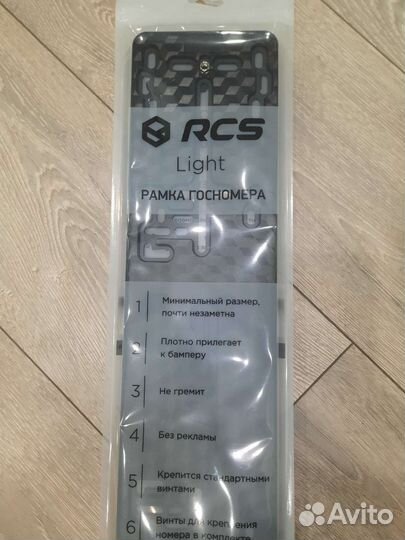 RCS
Light
РАМКА ГОСНОМЕРА
1
Минимальный размер,
почти незаметна
2
Плотно прилегает
к бамперу
3
Не гремит
4
Без рекламы
5
Крепится стандартными
винтами
6
Винты для крепления
номера в комплекте
Avito